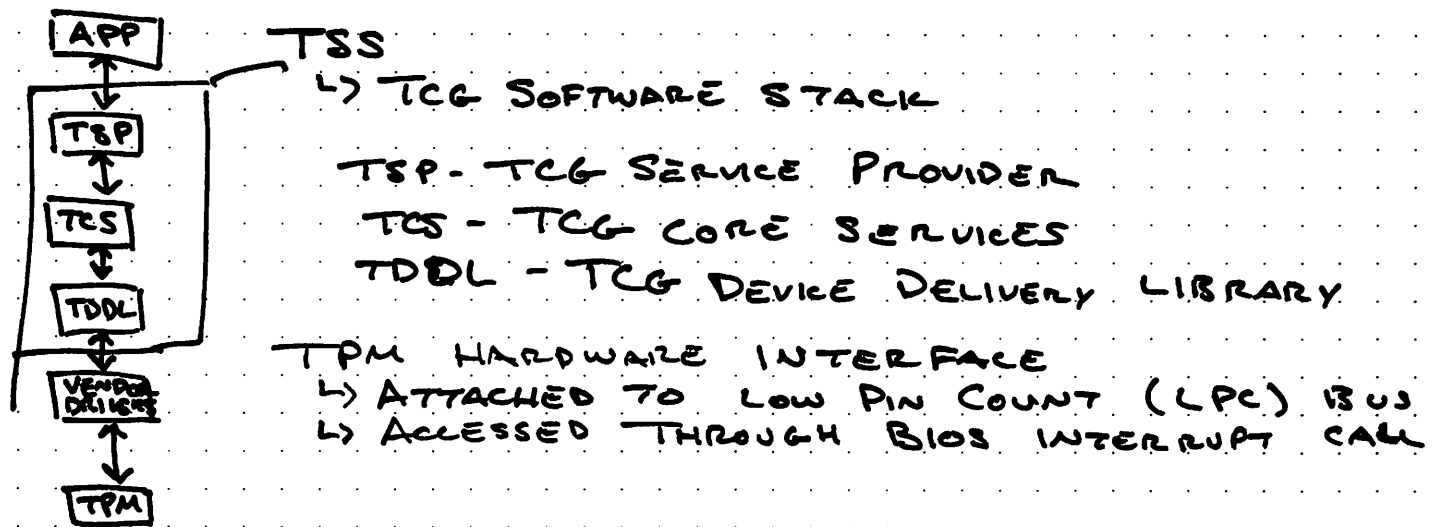 APP
TSS
↳ TCG SOFTWARE STACK
TSP
TSP - TCG SERVICE PROVIDER
TCS
TCS - TCG CORE SERVICES
TDDL - TCG DEVICE DELIVERY LIBRARY
TDDL
TPM HARDWARE INTERFACE
VENDOR
DRIVERS
↳ ATTACHED TO LOW PIN COUNT (LPC) BUS
↳ ACCESSED THROUGH BIOS INTERRUPT CALL
TPM